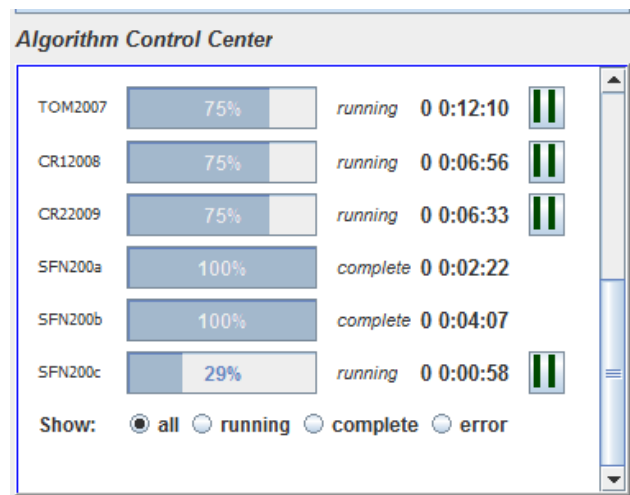 Algorithm Control Center
TOM2007 75% running 0 0:12:10
CR12008 75% running 0 0:06:56
CR22009 75% running 0 0:06:33
SFN200a 100% complete 0 0:02:22
SFN200b 100% complete 0 0:04:07
SFN200c 29% running 0 0:00:58
Show: all running complete error